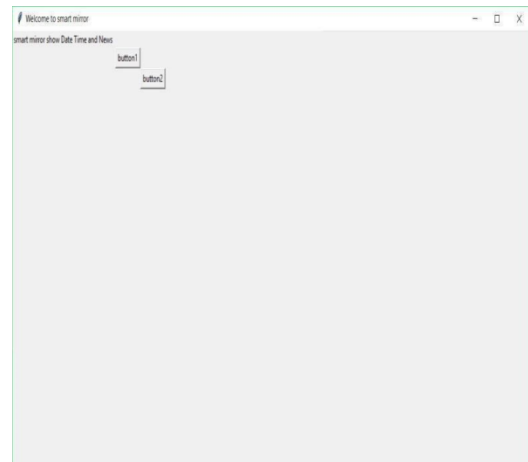 Welcome to smart mirror
smart mirror show Date Time and News
button1
button2